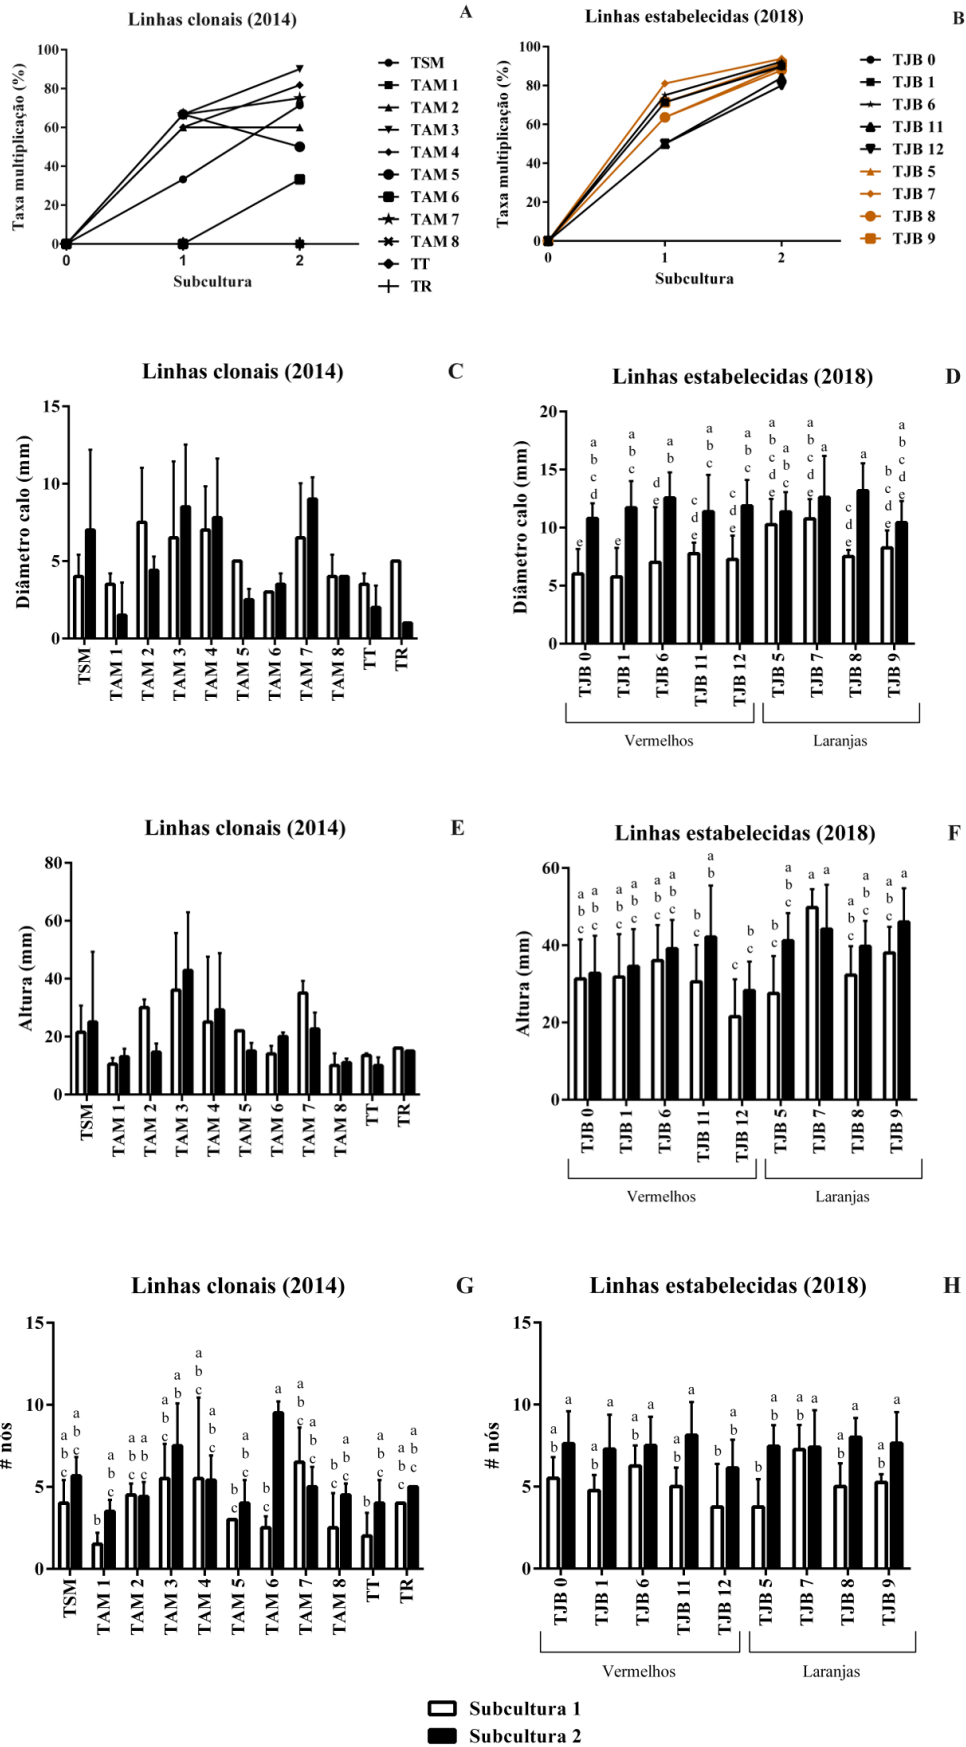 Linhas clonais (2014)
A
Taxa multiplicação (%)
100
80
60
40
20
0
0
1
2
Subcultura
TSM
TAM 1
TAM 2
TAM 3
TAM 4
TAM 5
TAM 6
TAM 7
TAM 8
TT
TR
Linhas estabelecidas (2018)
B
Taxa multiplicação (%)
100
80
60
40
20
0
0
1
2
Subcultura
TJB 0
TJB 1
TJB 6
TJB 11
TJB 12
TJB 5
TJB 7
TJB 8
TJB 9
Linhas clonais (2014)
C
Diâmetro calo (mm)
15
10
5
0
TSM
TAM 1
TAM 2
TAM 3
TAM 4
TAM 5
TAM 6
TAM 7
TAM 8
TT
TR
Linhas estabelecidas (2018)
D
Diâmetro calo (mm)
20
15
10
5
0
e
a b c d
e
a b c
d e
a b
c d e
a b c
c d e
a b c
a b c d e
a b c
a b c d e
a
c d e
a
b c d e
a b c d e
TJB 0
TJB 1
TJB 6
TJB 11
TJB 12
TJB 5
TJB 7
TJB 8
TJB 9
Vermelhos
Laranjas
Linhas clonais (2014)
E
Altura (mm)
80
60
40
20
0
TSM
TAM 1
TAM 2
TAM 3
TAM 4
TAM 5
TAM 6
TAM 7
TAM 8
TT
TR
Linhas estabelecidas (2018)
F
Altura (mm)
60
40
20
0
a b c
a b c
a b c
a b c
a b c
a b c
b c
a b
c
b c
b c
a b c
a
a
a b c
a b c
a b c
a
TJB 0
TJB 1
TJB 6
TJB 11
TJB 12
TJB 5
TJB 7
TJB 8
TJB 9
Vermelhos
Laranjas
Linhas clonais (2014)
G
# nós
15
10
5
0
a b c
a b c
b
a b c
a b c
a b c
a b c
a b
a b c
a b c
b c
a b c
b c
a
a b c
a b c
a b c
b c
b
a b c
a b c
a b c
TSM
TAM 1
TAM 2
TAM 3
TAM 4
TAM 5
TAM 6
TAM 7
TAM 8
TT
TR
Linhas estabelecidas (2018)
H
# nós
15
10
5
0
a b
a
a b
a
a b
a
a b
a
b
a b
b
a b
a b
a
a b
a
a b
a
TJB 0
TJB 1
TJB 6
TJB 11
TJB 12
TJB 5
TJB 7
TJB 8
TJB 9
Vermelhos
Laranjas
Subcultura 1
Subcultura 2